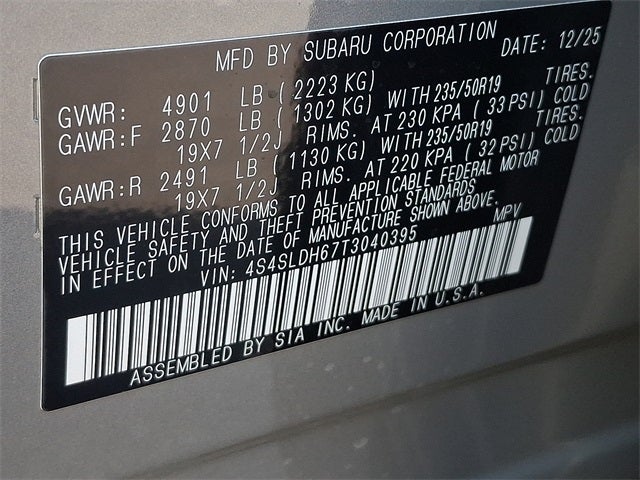 MFD BY SUBARU CORPORATION DATE: 12/25
GVWR: 4901 LB (2223 KG)
GAWR:F 2870 LB (1302 KG) WITH 235/50R19 TIRES.
19X7 1/2J RIMS. AT 230 KPA (33 PSI) COLD
GAWR:R 2491 LB (1130 KG) WITH 235/50R19 TIRES.
19X7 1/2J RIMS. AT 220 KPA (32 PSI) COLD
THIS VEHICLE CONFORMS TO ALL APPLICABLE FEDERAL MOTOR
VEHICLE SAFETY AND THEFT PREVENTION STANDARDS
IN EFFECT ON THE DATE OF MANUFACTURE SHOWN ABOVE.
VIN: 4S4SLDH67T3040395 MPV
ASSEMBLED BY SIA INC. MADE IN U.S.A.